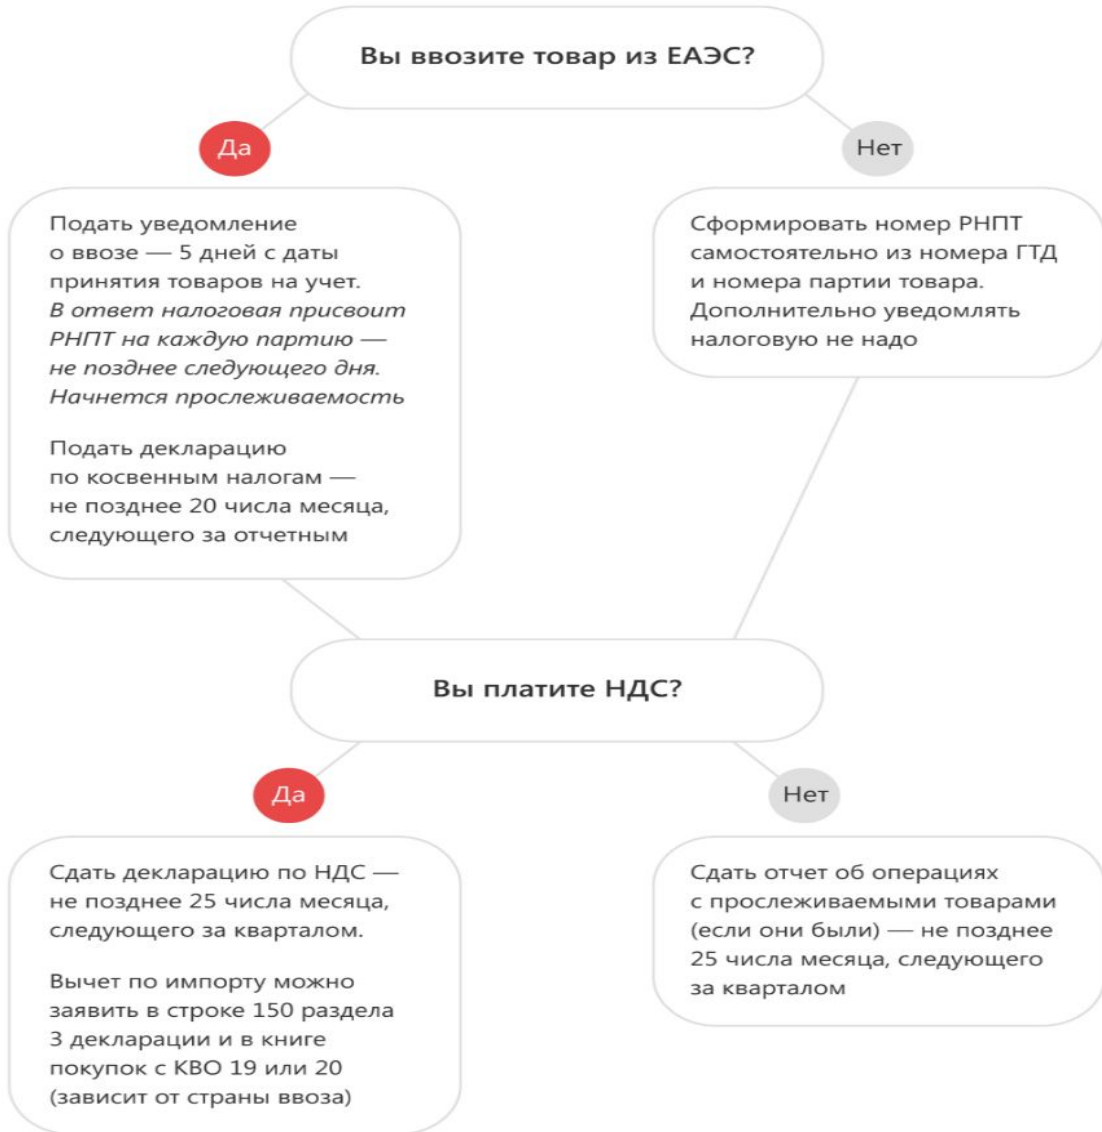 Вы ввозите товар из ЕАЭС?
Да
Нет
Подать уведомление
о ввозе — 5 дней с даты
принятия товаров на учет.
В ответ налоговая присвоит
РНПТ на каждую партию —
не позднее следующего дня.
Начнется прослеживаемость
Подать декларацию
по косвенным налогам —
не позднее 20 числа месяца,
следующего за отчетным
Сформировать номер РНПТ
самостоятельно из номера ГТД
и номера партии товара.
Дополнительно уведомлять
налоговую не надо
Вы платите НДС?
Да
Нет
Сдать декларацию по НДС —
не позднее 25 числа месяца,
следующего за кварталом.
Вычет по импорту можно
заявить в строке 150 раздела
3 декларации и в книге
покупок с КВО 19 или 20
(зависит от страны ввоза)
Сдать отчет об операциях
с прослеживаемыми товарами
(если они были) — не позднее
25 числа месяца, следующего
за кварталом